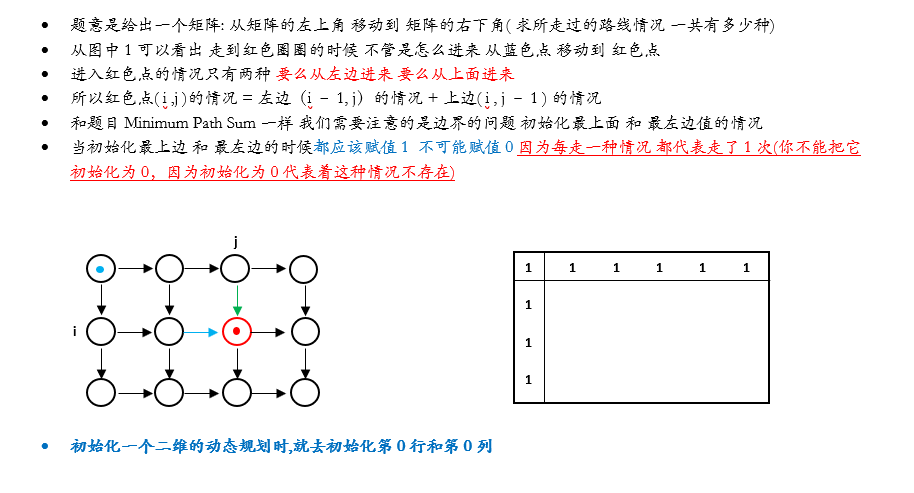 • 题意是给出一个矩阵: 从矩阵的左上角 移动到 矩阵的右下角( 求所走过的路线情况 一共有多少种)
• 从图中 1 可以看出 走到红色圈圈的时候 不管是怎么进来 从蓝色点 移动到 红色点
• 进入红色点的情况只有两种 要么从左边进来 要么从上面进来
• 所以红色点(i ,j )的情况 = 左边（i － 1, j）的情况 + 上边( i , j － 1 ) 的情况
• 和题目 Minimum Path Sum 一样 我们需要注意的是边界的问题 初始化最上面 和 最左边值的情况
• 当初始化最上边 和 最左边的时候都应该赋值 1 不可能赋值 0 因为每走一种情况 都代表走了 1 次(你不能把它
初始化为 0，因为初始化为 0 代表着这种情况不存在)
j
i
1 1 1 1 1 1
1
1
1
• 初始化一个二维的动态规划时,就去初始化第 0 行和第 0 列